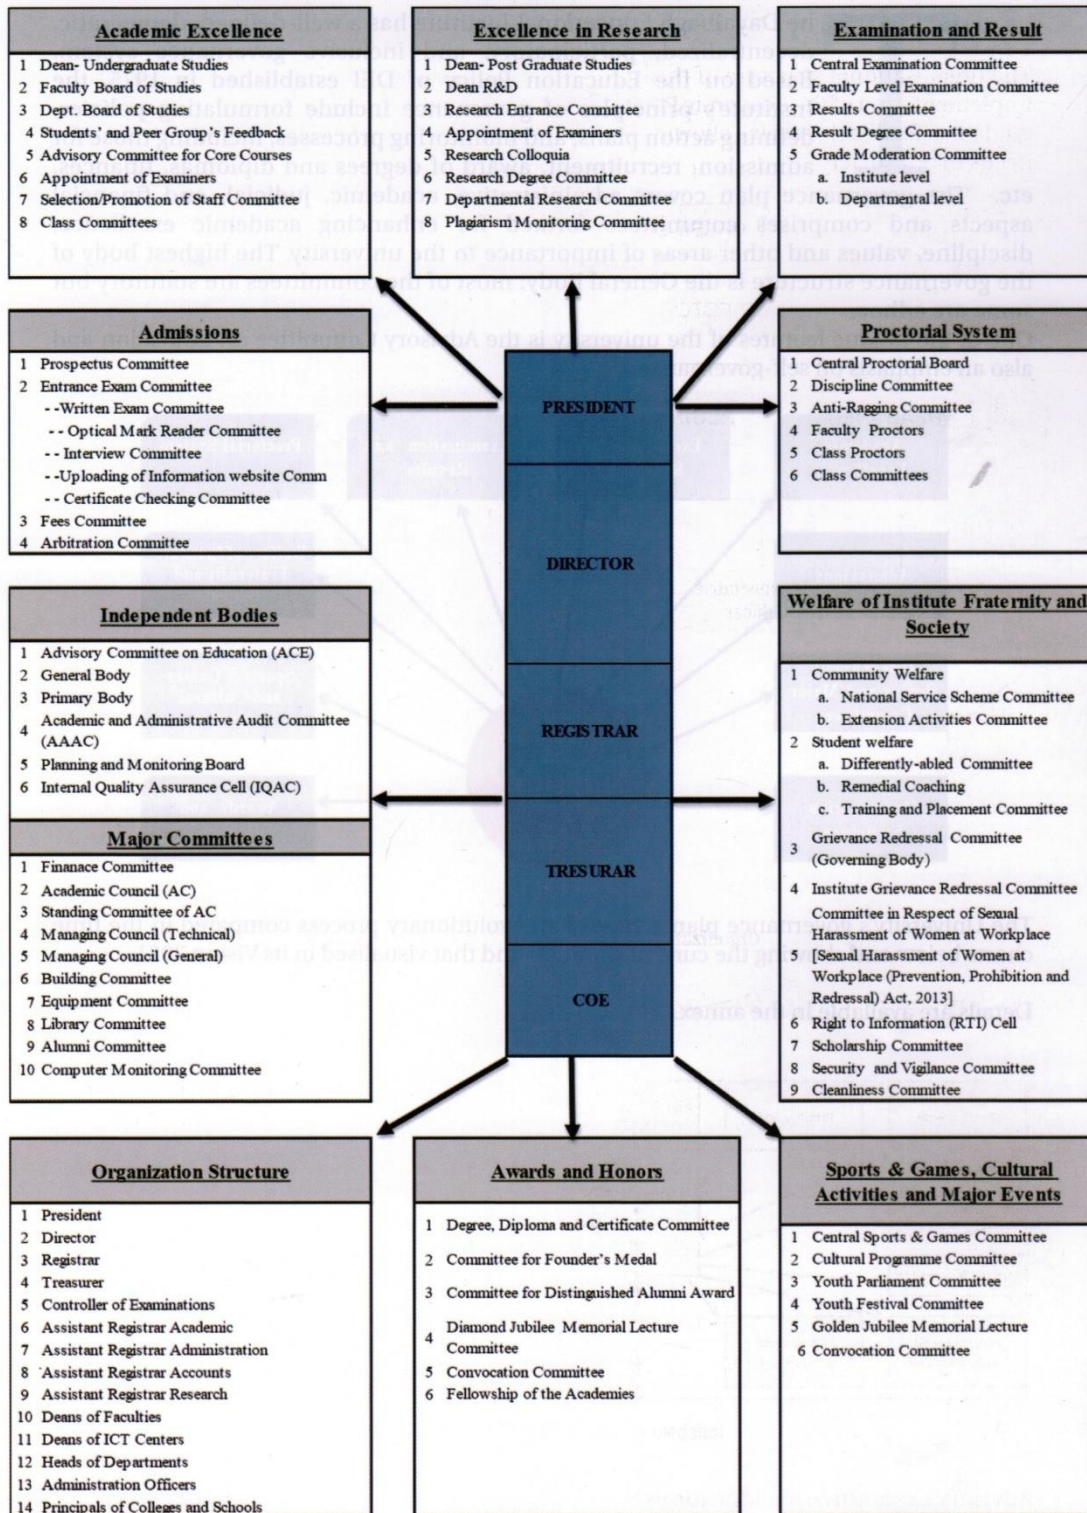 Academic Excellence
1 Dean- Undergraduate Studies
2 Faculty Board of Studies
3 Dept. Board of Studies
4 Students' and Peer Group's Feedback
5 Advisory Committee for Core Courses
6 Appointment of Examiners
7 Selection/Promotion of Staff Committee
8 Class Committees
Excellence in Research
1 Dean- Post Graduate Studies
2 Dean R&D
3 Research Entrance Committee
4 Appointment of Examiners
5 Research Colloquia
6 Research Degree Committee
7 Departmental Research Committee
8 Plagiarism Monitoring Committee
Examination and Result
1 Central Examination Committee
2 Faculty Level Examination Committee
3 Results Committee
4 Result Degree Committee
5 Grade Moderation Committee
a. Institute level
b. Departmental level
Admissions
1 Prospectus Committee
2 Entrance Exam Committee
- -Written Exam Committee
- - Optical Mark Reader Committee
- - Interview Committee
- -Uploading of Information website Comm
- - Certificate Checking Committee
3 Fees Committee
4 Arbitration Committee
PRESIDENT
DIRECTOR
REGISTRAR
TRESURAR
COE
Proctorial System
1 Central Proctorial Board
2 Discipline Committee
3 Anti-Ragging Committee
4 Faculty Proctors
5 Class Proctors
6 Class Committees
Independent Bodies
1 Advisory Committee on Education (ACE)
2 General Body
3 Primary Body
4 Academic and Administrative Audit Committee
(AAAC)
5 Planning and Monitoring Board
6 Internal Quality Assurance Cell (IQAC)
Major Committees
1 Finanace Committee
2 Academic Council (AC)
3 Standing Committee of AC
4 Managing Council (Technical)
5 Managing Council (General)
6 Building Committee
7 Equipment Committee
8 Library Committee
9 Alumni Committee
10 Computer Monitoring Committee
Welfare of Institute Fraternity and
Society
1 Community Welfare
a. National Service Scheme Committee
b. Extension Activities Committee
2 Student welfare
a. Differently-abled Committee
b. Remedial Coaching
c. Training and Placement Committee
3 Grievance Redressal Committee
(Governing Body)
4 Institute Grievance Redressal Committee
Committee in Respect of Sexual
Harassment of Women at Workplace
5 [Sexual Harassment of Women at
Workplace (Prevention, Prohibition and
Redressal) Act, 2013]
6 Right to Information (RTI) Cell
7 Scholarship Committee
8 Security and Vigilance Committee
9 Cleanliness Committee
Organization Structure
1 President
2 Director
3 Registrar
4 Treasurer
5 Controller of Examinations
6 Assistant Registrar Academic
7 Assistant Registrar Administration
8 Assistant Registrar Accounts
9 Assistant Registrar Research
10 Deans of Faculties
11 Deans of ICT Centers
12 Heads of Departments
13 Administration Officers
14 Principals of Colleges and Schools
Awards and Honors
1 Degree, Diploma and Certificate Committee
2 Committee for Founder's Medal
3 Committee for Distinguished Alumni Award
4 Diamond Jubilee Memorial Lecture
Committee
5 Convocation Committee
6 Fellowship of the Academies
Sports & Games, Cultural
Activities and Major Events
1 Central Sports & Games Committee
2 Cultural Programme Committee
3 Youth Parliament Committee
4 Youth Festival Committee
5 Golden Jubilee Memorial Lecture
6 Convocation Committee